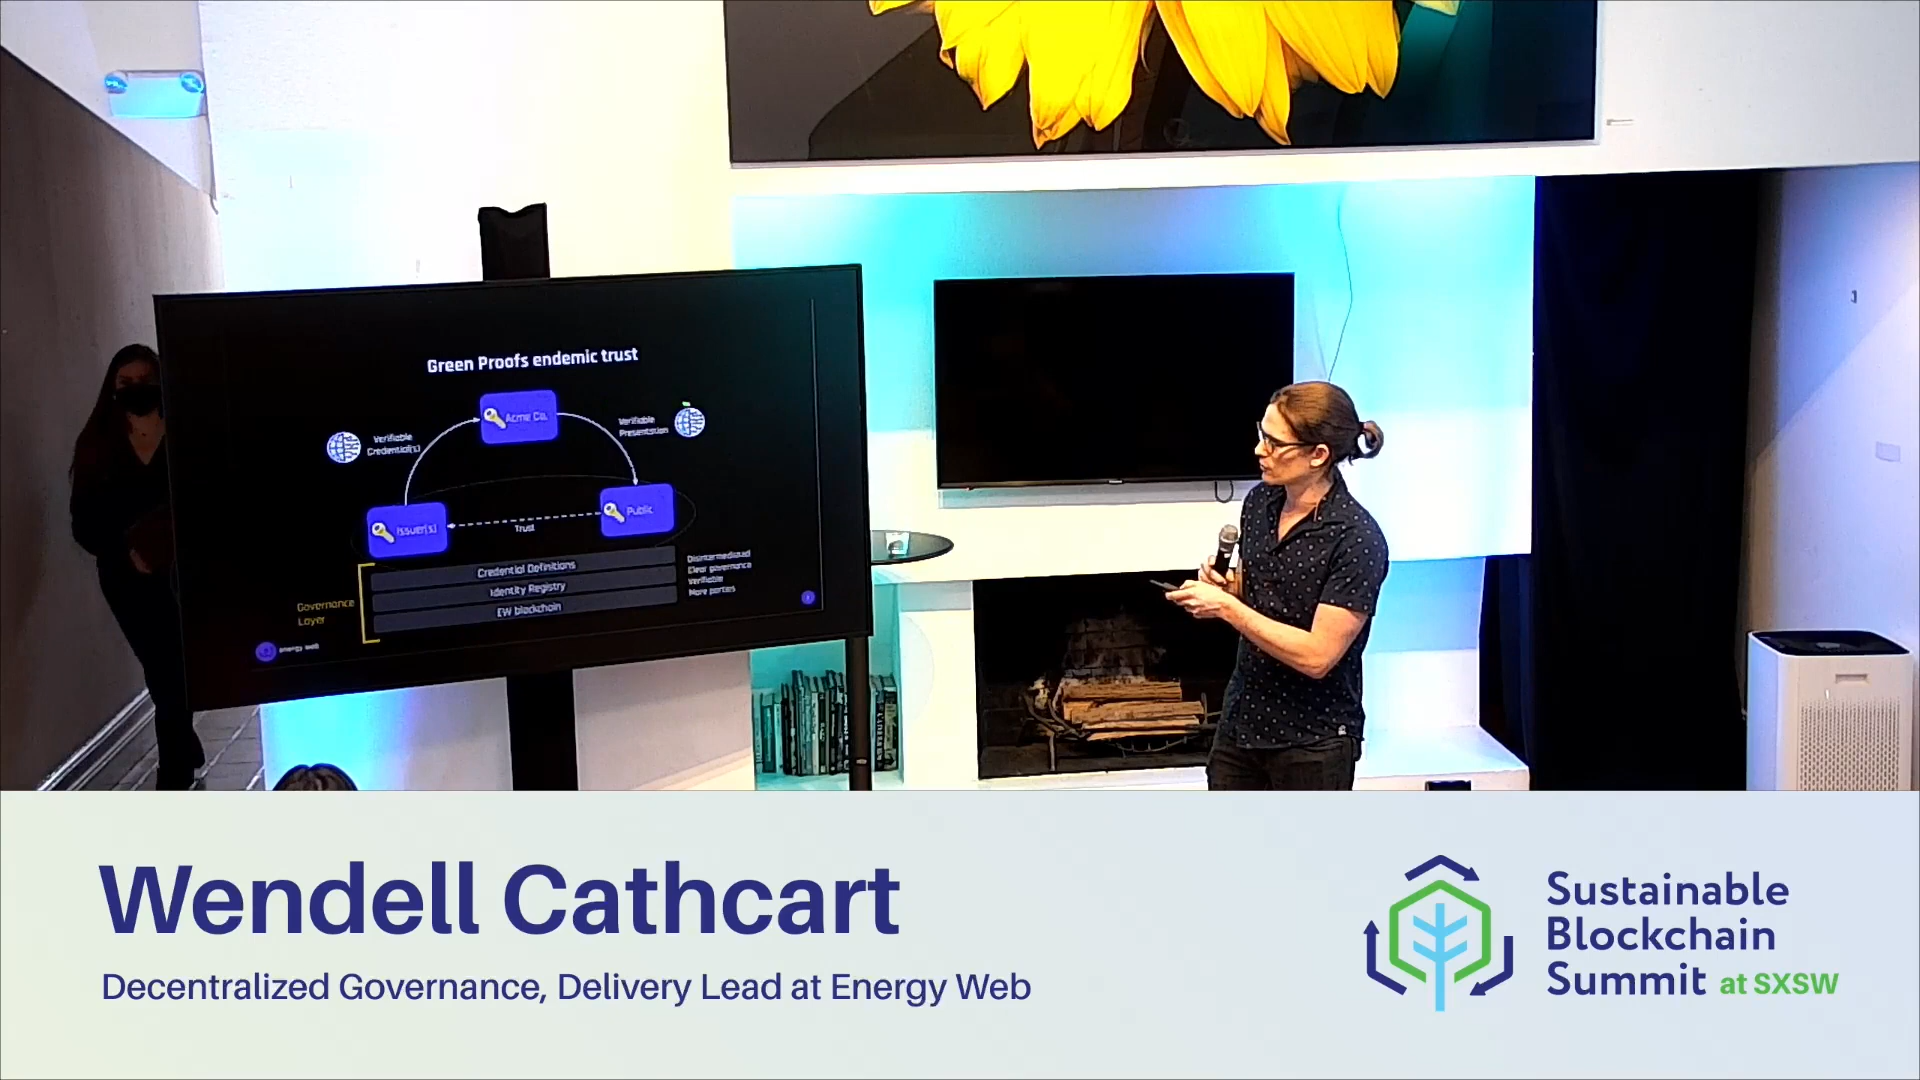 Green Proofs endemic trust
Acme Co.
Verifiable
Credential(s)
Verifiable
Presentation
Issuer(s)
Public
Trust
Credential Definitions
Identity Registry
EW blockchain
Disintermediated
Clear governance
Verifiable
More parties
Governance
Layer
energy web
Wendell Cathcart
Decentralized Governance, Delivery Lead at Energy Web
Sustainable
Blockchain
Summit at SXSW